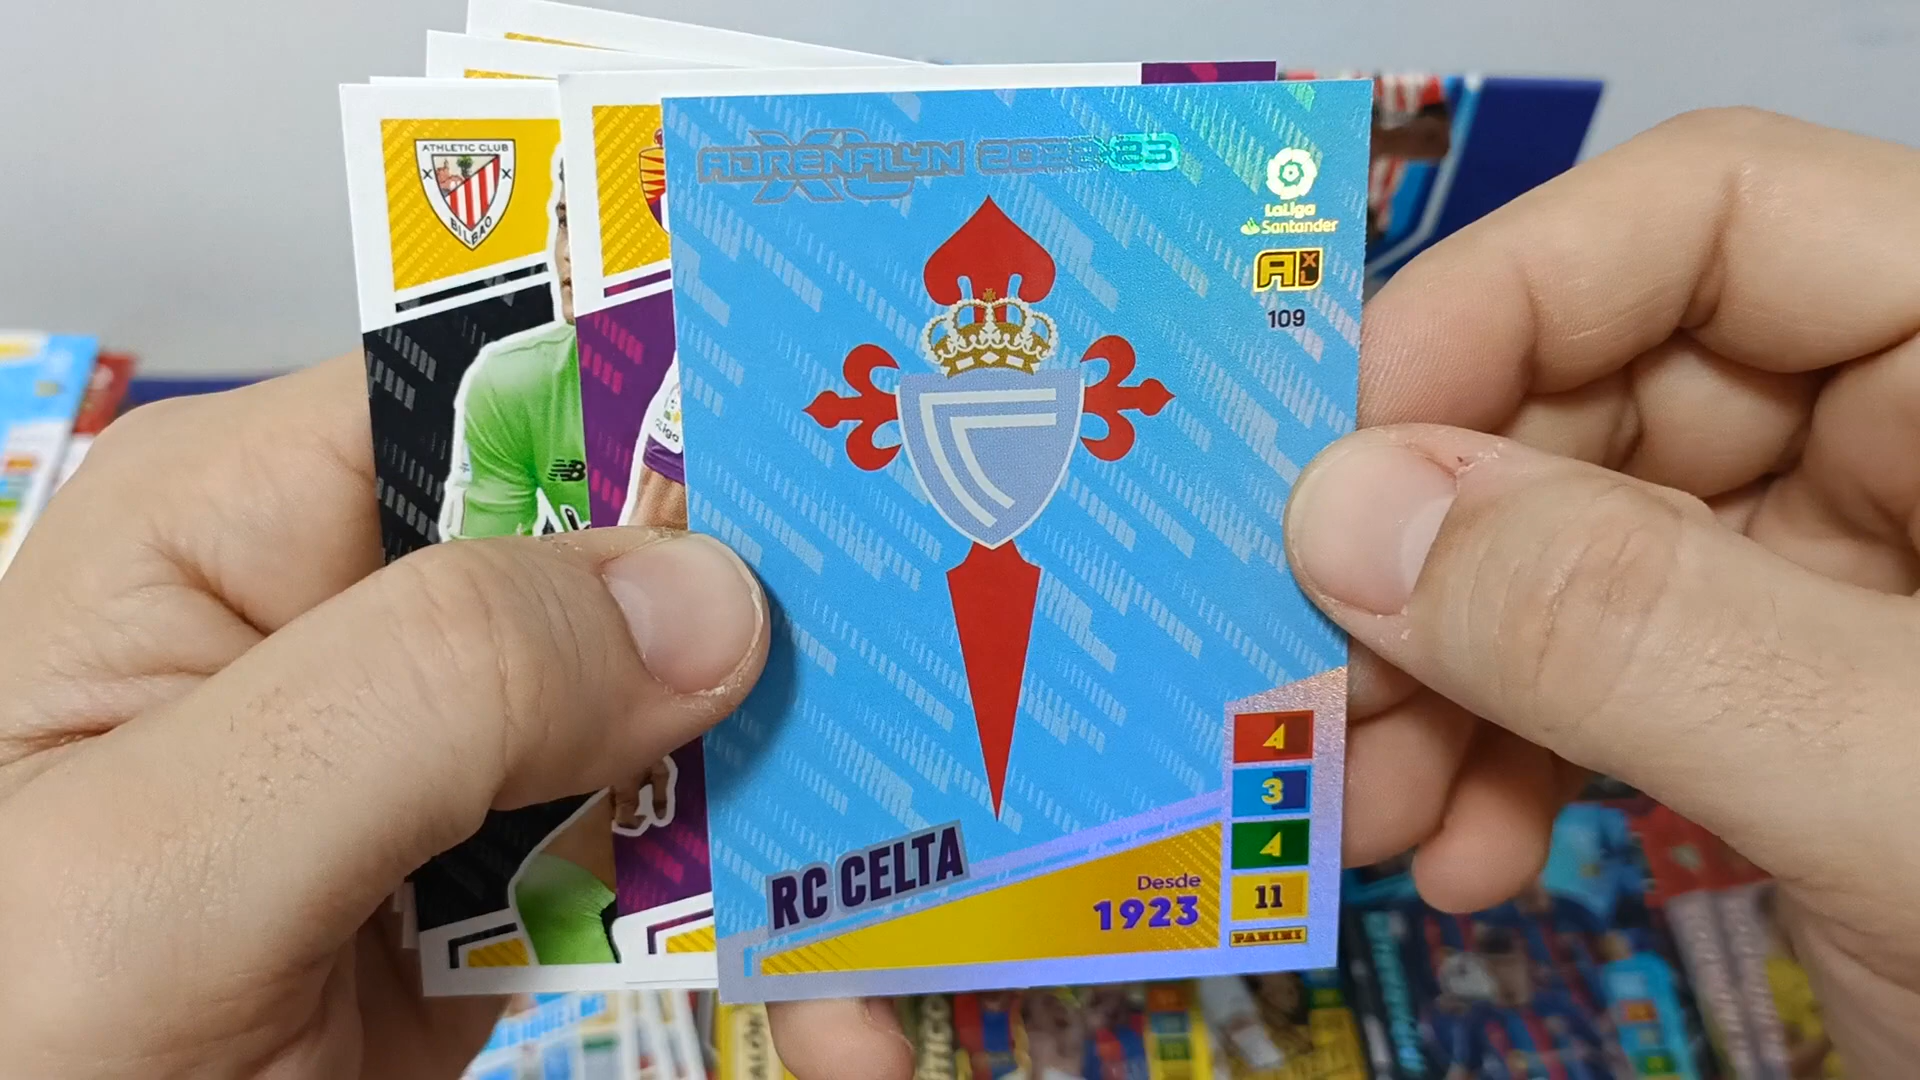 ATHLETIC CLUB
BILBAO
ADRENALYN XL 2022-23
LaLiga
Santander
AXL
109
RC CELTA
Desde
1923
4
3
4
11
PANINI